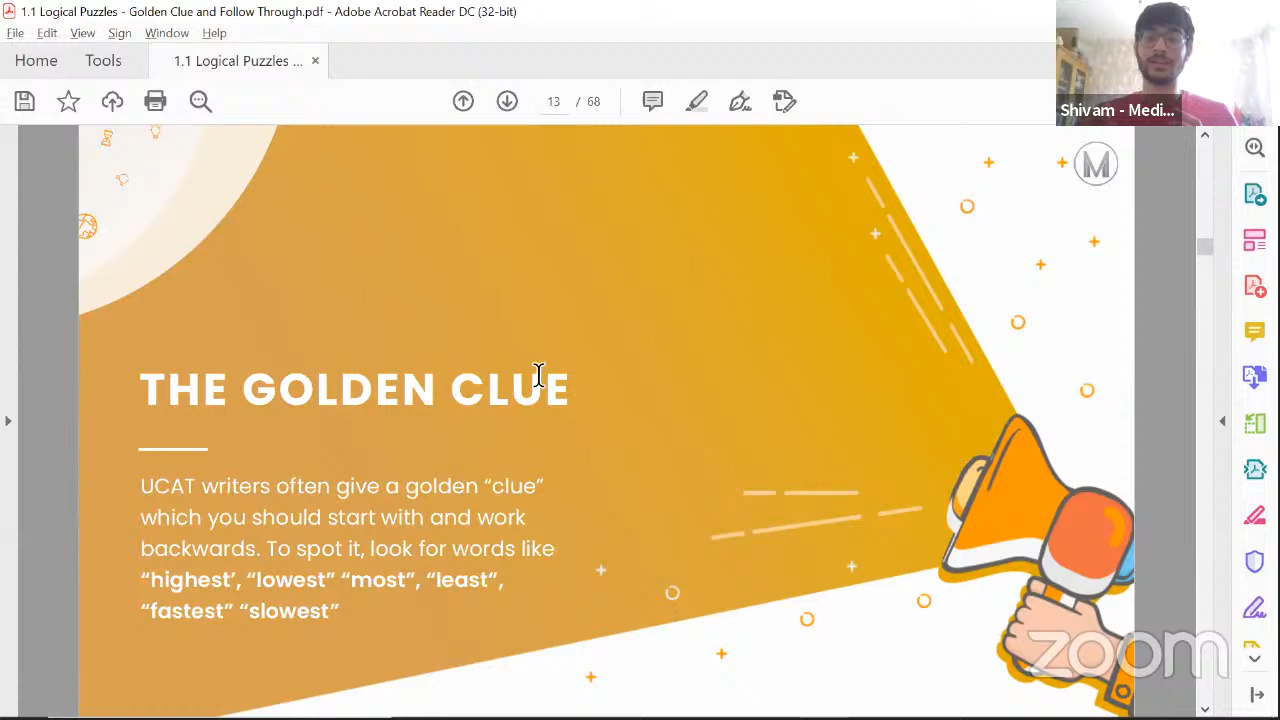 1.1 Logical Puzzles - Golden Clue and Follow Through.pdf - Adobe Acrobat Reader DC (32-bit)
File Edit View Sign Window Help
Home Tools 1.1 Logical Puzzles ... ×
13 / 68
Shivam - Medi...
M
THE GOLDEN CLUE
UCAT writers often give a golden “clue”
which you should start with and work
backwards. To spot it, look for words like
“highest’, “lowest” “most”, “least”,
“fastest” “slowest”
zoom